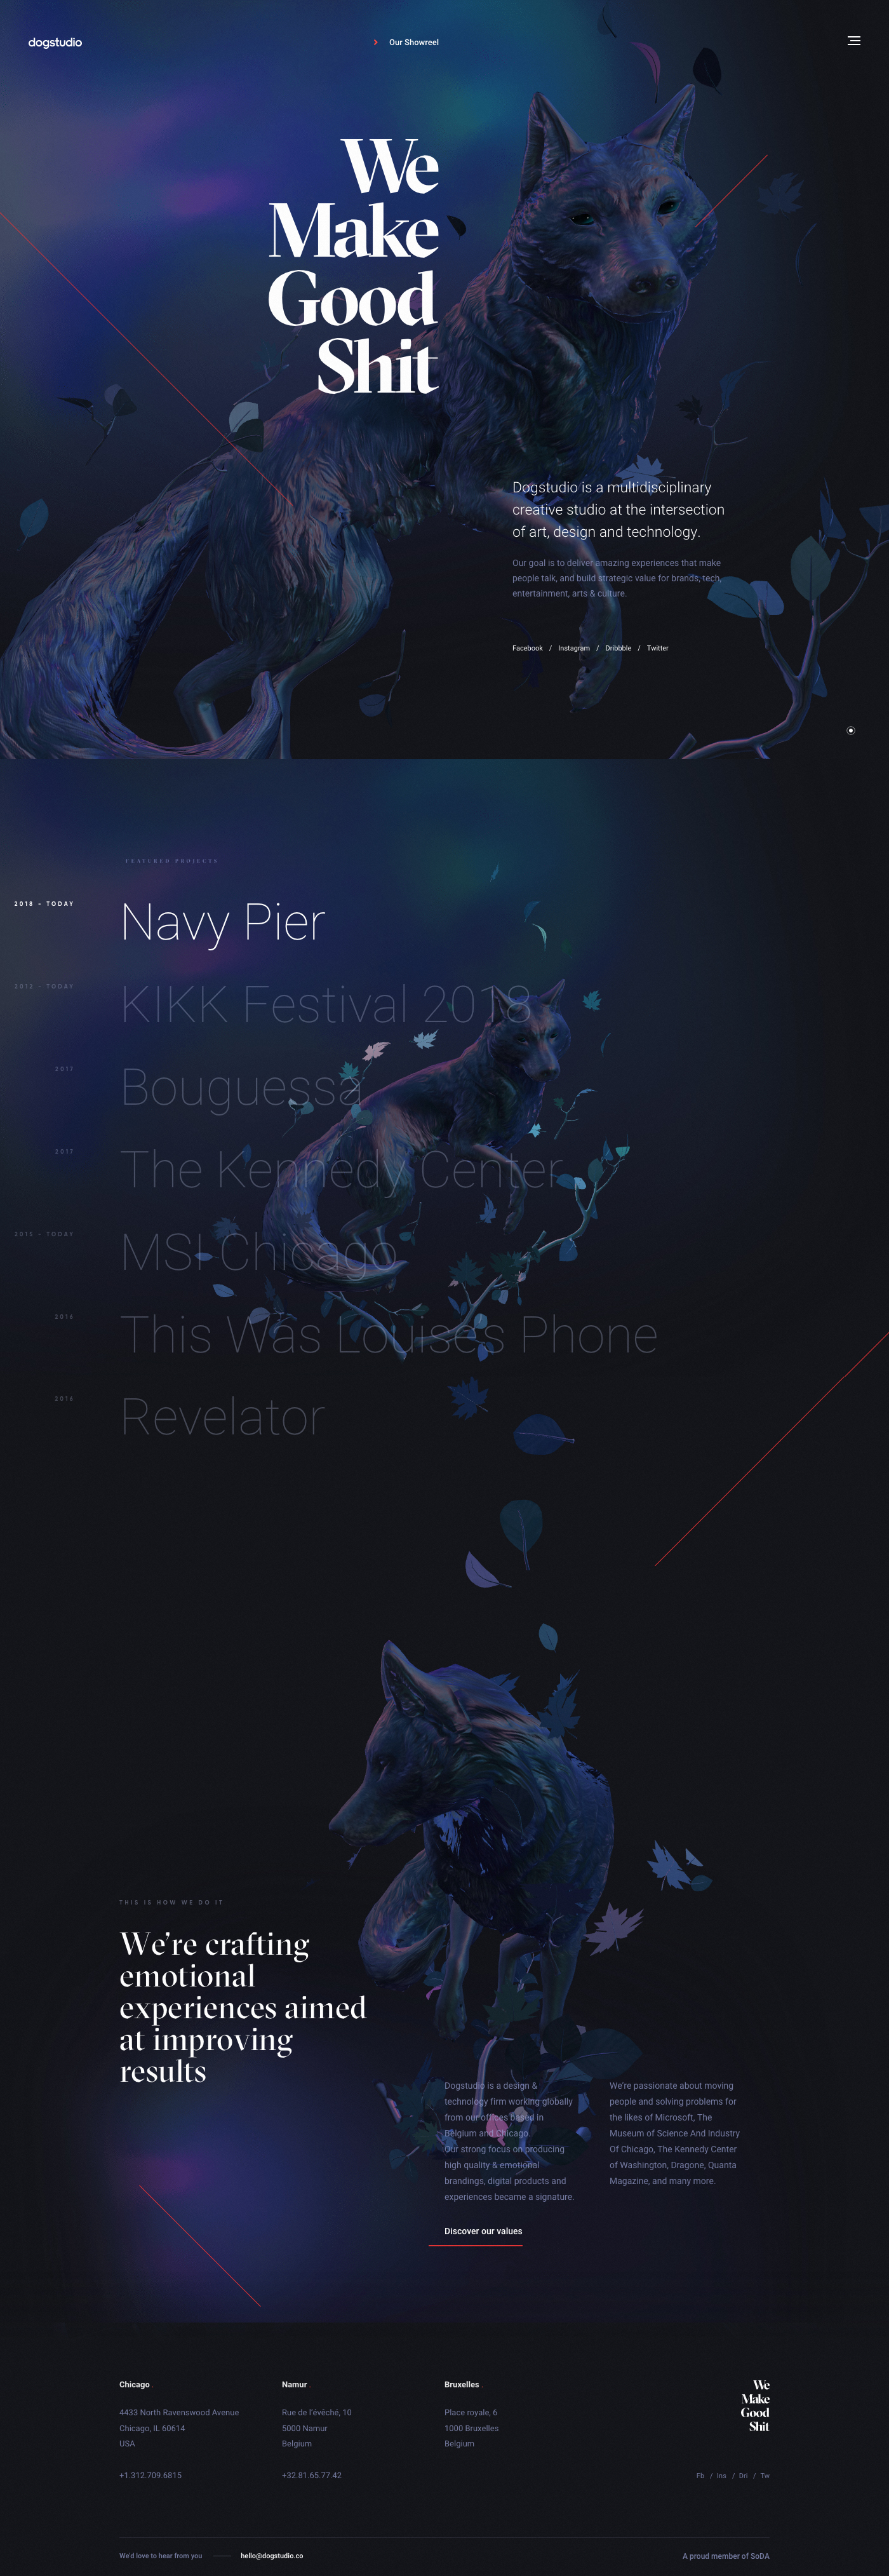 dogstudio
Our Showreel
We
Make
Good
Shit
Dogstudio is a multidisciplinary
creative studio at the intersection
of art, design and technology.
Our goal is to deliver amazing experiences that make
people talk, and build strategic value for brands, tech,
entertainment, arts & culture.
Facebook / Instagram / Dribbble / Twitter
FEATURED PROJECTS
2018 - TODAY
Navy Pier
2012 - TODAY
KIKK Festival 2018
2017
Bouguessa
2017
The Kennedy Center
2015 - TODAY
MSI Chicago
2016
This Was Louise's Phone
2016
Revelator
THIS IS HOW WE DO IT
We're crafting
emotional
experiences aimed
at improving
results
Dogstudio is a design &
technology firm working globally
from our offices based in
Belgium and Chicago.
Our strong focus on producing
high quality & emotional
brandings, digital products and
experiences became a signature.
We're passionate about moving
people and solving problems for
the likes of Microsoft, The
Museum of Science And Industry
Of Chicago, The Kennedy Center
of Washington, Dragone, Quanta
Magazine, and many more.
Discover our values
Chicago .
4433 North Ravenswood Avenue
Chicago, IL 60614
USA
+1.312.709.6815
Namur .
Rue de l'évêché, 10
5000 Namur
Belgium
+32.81.65.77.42
Bruxelles .
Place royale, 6
1000 Bruxelles
Belgium
We
Make
Good
Shit
Fb / Ins / Dri / Tw
We'd love to hear from you
hello@dogstudio.co
A proud member of SoDA